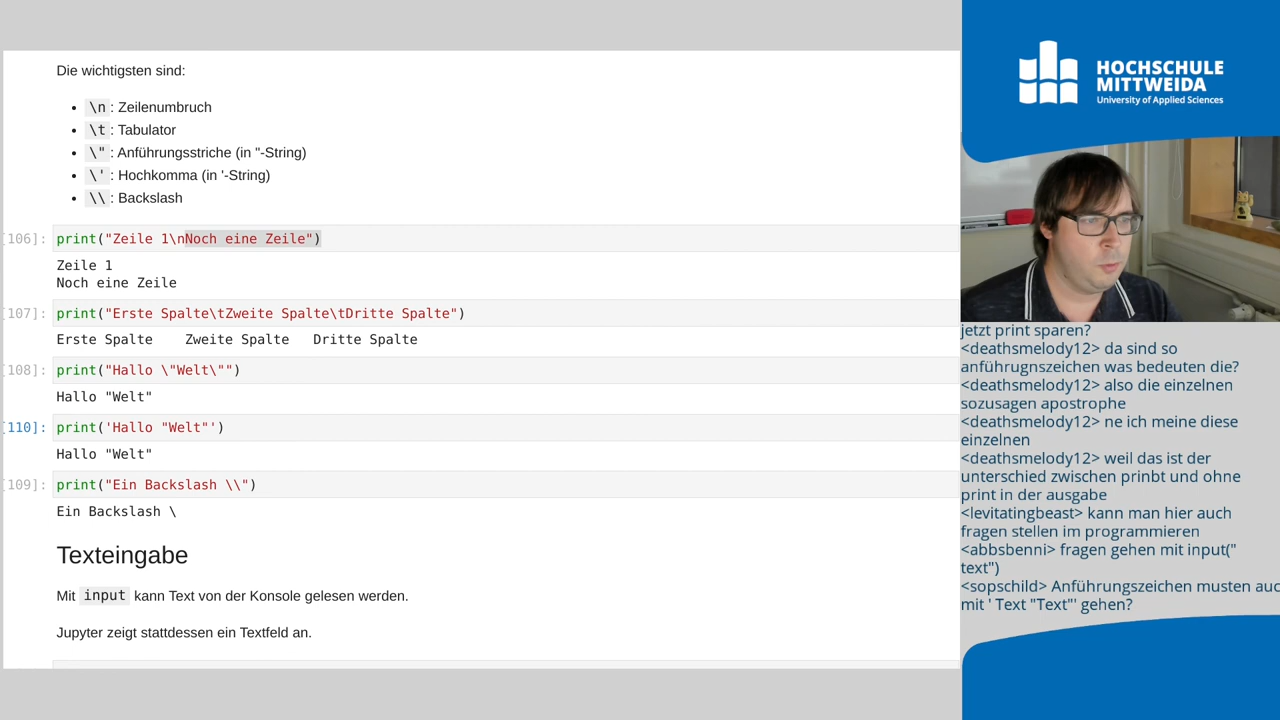 Die wichtigsten sind:
\n : Zeilenumbruch
\t : Tabulator
\" : Anführungsstriche (in "-String)
\' : Hochkomma (in '-String)
\\ : Backslash
[106]: print("Zeile 1\nNoch eine Zeile")
Zeile 1
Noch eine Zeile
[107]: print("Erste Spalte\tZweite Spalte\tDritte Spalte")
Erste Spalte    Zweite Spalte   Dritte Spalte
[108]: print("Hallo \"Welt\"")
Hallo "Welt"
[110]: print('Hallo "Welt"')
Hallo "Welt"
[109]: print("Ein Backslash \\")
Ein Backslash \
Texteingabe
Mit input kann Text von der Konsole gelesen werden.
Jupyter zeigt stattdessen ein Textfeld an.
HOCHSCHULE
MITTWEIDA
University of Applied Sciences
jetzt print sparen?
<deathsmelody12> da sind so
anführugnszeichen was bedeuten die?
<deathsmelody12> also die einzelnen
sozusagen apostrophe
<deathsmelody12> ne ich meine diese
einzelnen
<deathsmelody12> weil das ist der
unterschied zwischen prinbt und ohne
print in der ausgabe
<levitatingbeast> kann man hier auch
fragen stellen im programmieren
<abbsbenni> fragen gehen mit input("
text")
<sopschild> Anführungszeichen musten auc
mit ' Text "Text"' gehen?